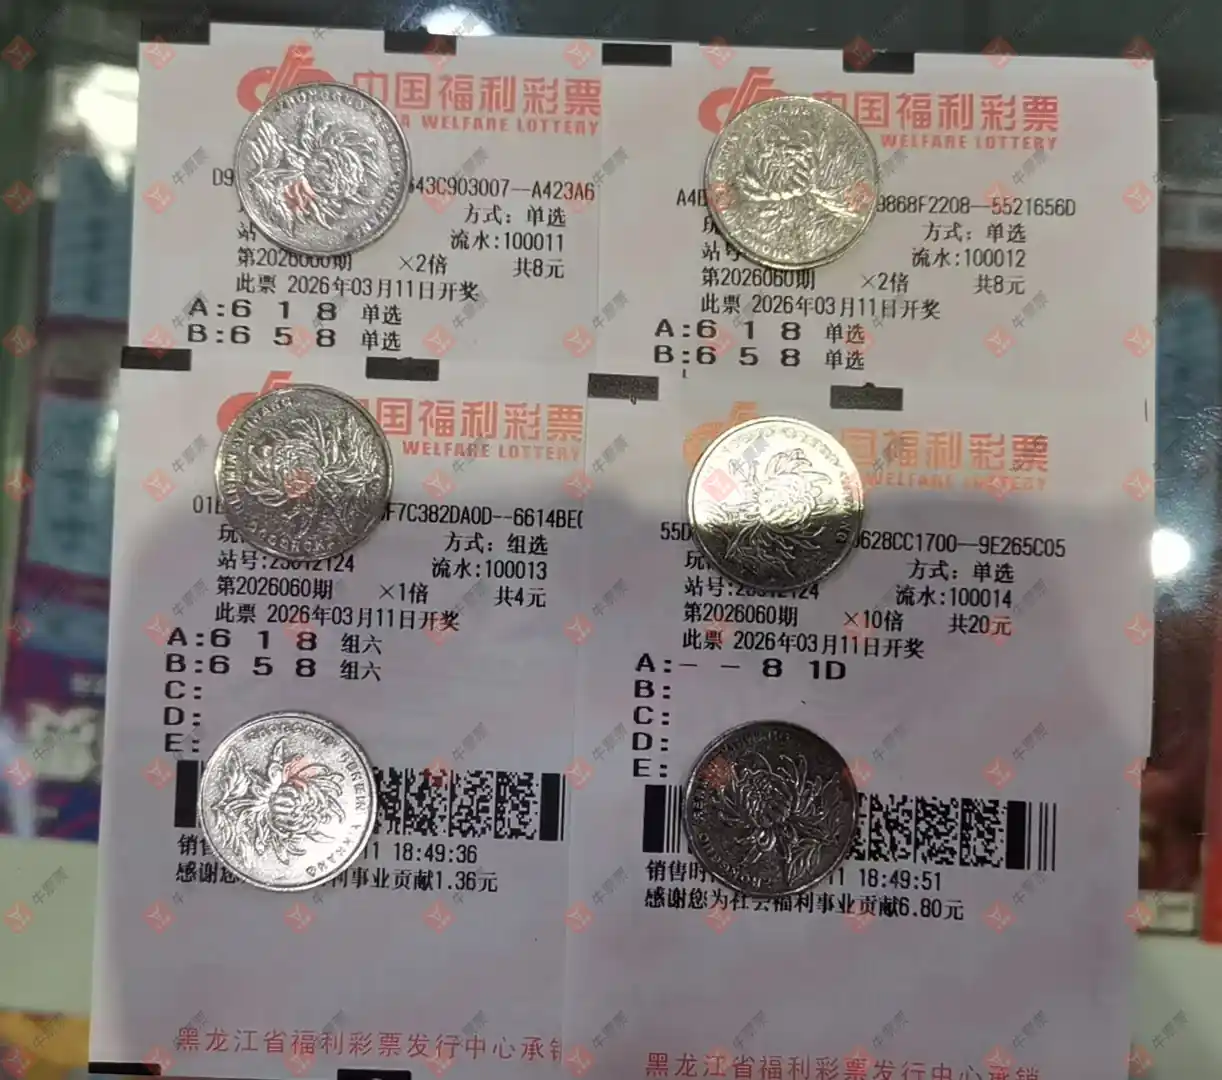 中国福利彩票
A WELFARE LOTTERY
D9 43C903007--A423A6
方式：单选
站 流水:100011
第2026060期 ×2倍 共8元
此票 2026年03月11日开奖
A:6 1 8 单选
B:6 5 8 单选
中国福利彩票
WELFARE LOTTERY
A4 9868F2208--5521656D
玩 方式：单选
站号 流水:100012
第2026060期 ×2倍 共8元
此票 2026年03月11日开奖
A:6 1 8 单选
B:6 5 8 单选
国福利彩票
WELFARE LOTTERY
01 F7C382DA0D--6614BE
玩 方式：组选
站号: 124 流水:100013
第2026060期 ×1倍 共4元
此票 2026年03月11日开奖
A:6 1 8 组六
B:6 5 8 组六
C:
D:
E:
销售 11 18:49:36
感谢您 利事业贡献1.36元
黑龙江省福利彩票发行中心承
国福利彩票
WELFARE LOTTERY
55D 628CC1700--9E265C05
玩 方式：单选
站号: 124 流水:100014
第2026060期 ×10倍 共20元
此票 2026年03月11日开奖
A:- - 8 1D
B:
C:
D:
E:
销售时 11 18:49:51
感谢您为社会福利事业贡献6.80元
黑龙江省福利彩票发行中心承销